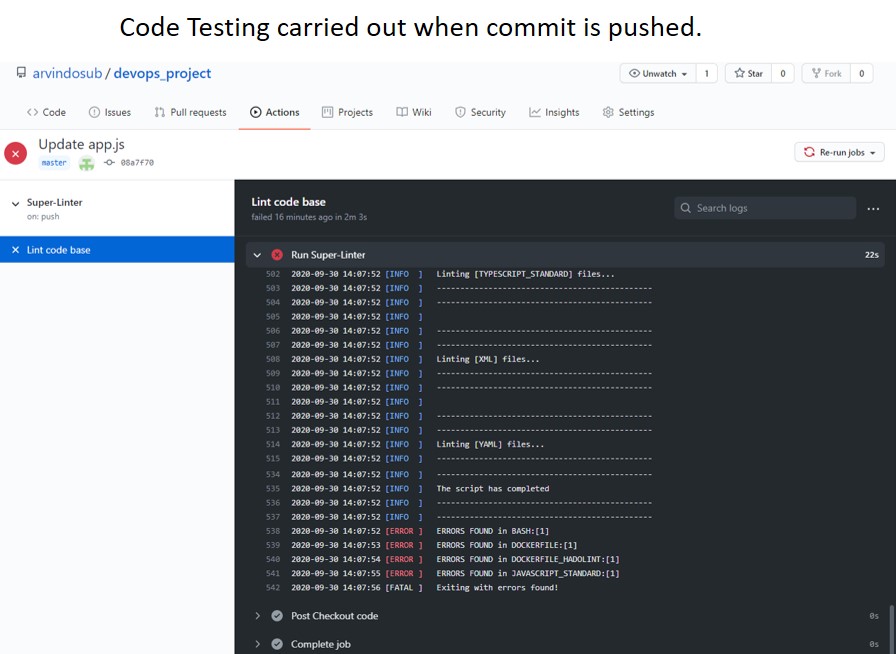 Code Testing carried out when commit is pushed.
arvindosub / devops_project
Unwatch 1 Star 0 Fork 0
Code Issues Pull requests Actions Projects Wiki Security Insights Settings
Update app.js
master 08a7f70
Re-run jobs
Super-Linter
on: push
Lint code base
Lint code base
failed 16 minutes ago in 2m 3s
Search logs
Run Super-Linter 22s
502 2020-09-30 14:07:52 [INFO ] Linting [TYPESCRIPT_STANDARD] files...
503 2020-09-30 14:07:52 [INFO ] ----------------------------------------------
504 2020-09-30 14:07:52 [INFO ] ----------------------------------------------
505 2020-09-30 14:07:52 [INFO ]
506 2020-09-30 14:07:52 [INFO ] ----------------------------------------------
507 2020-09-30 14:07:52 [INFO ] ----------------------------------------------
508 2020-09-30 14:07:52 [INFO ] Linting [XML] files...
509 2020-09-30 14:07:52 [INFO ] ----------------------------------------------
510 2020-09-30 14:07:52 [INFO ] ----------------------------------------------
511 2020-09-30 14:07:52 [INFO ]
512 2020-09-30 14:07:52 [INFO ] ----------------------------------------------
513 2020-09-30 14:07:52 [INFO ] ----------------------------------------------
514 2020-09-30 14:07:52 [INFO ] Linting [YAML] files...
515 2020-09-30 14:07:52 [INFO ] ----------------------------------------------
534 2020-09-30 14:07:52 [INFO ] ----------------------------------------------
535 2020-09-30 14:07:52 [INFO ] The script has completed
536 2020-09-30 14:07:52 [INFO ] ----------------------------------------------
537 2020-09-30 14:07:52 [INFO ] ----------------------------------------------
538 2020-09-30 14:07:52 [ERROR ] ERRORS FOUND in BASH:[1]
539 2020-09-30 14:07:53 [ERROR ] ERRORS FOUND in DOCKERFILE:[1]
540 2020-09-30 14:07:54 [ERROR ] ERRORS FOUND in DOCKERFILE_HADOLINT:[1]
541 2020-09-30 14:07:55 [ERROR ] ERRORS FOUND in JAVASCRIPT_STANDARD:[1]
542 2020-09-30 14:07:56 [FATAL ] Exiting with errors found!
Post Checkout code 0s
Complete job 0s